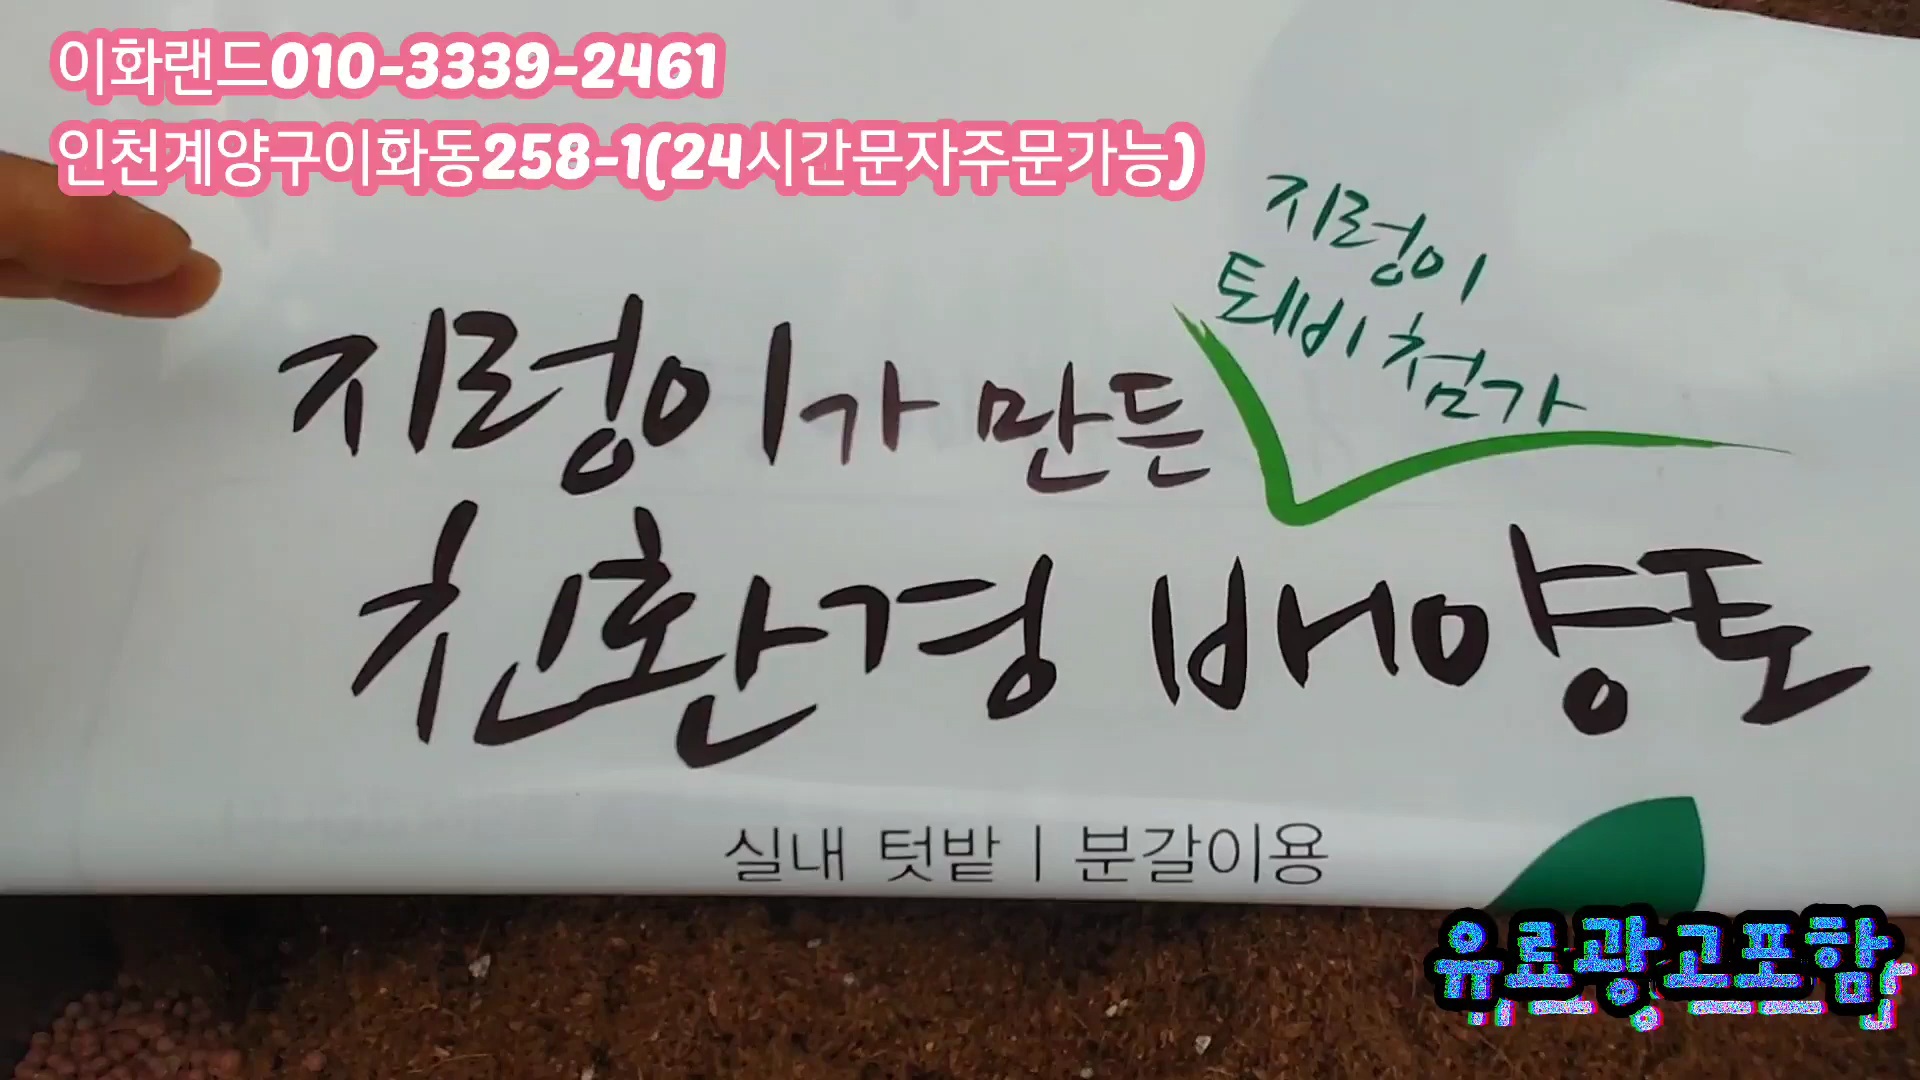 이화랜드010-3339-2461
인천계양구이화동258-1(24시간문자주문가능)
지렁이
퇴비 첨가
지렁이가 만든
친환경 배양토
실내 텃밭 | 분갈이용
유료광고포함